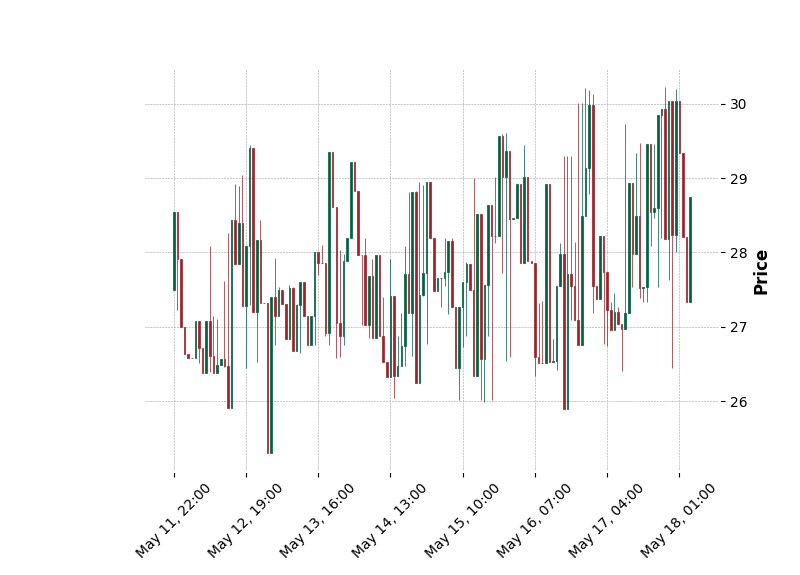 30
29
28
27
26
Price
May 11, 22:00
May 12, 19:00
May 13, 16:00
May 14, 13:00
May 15, 10:00
May 16, 07:00
May 17, 04:00
May 18, 01:00